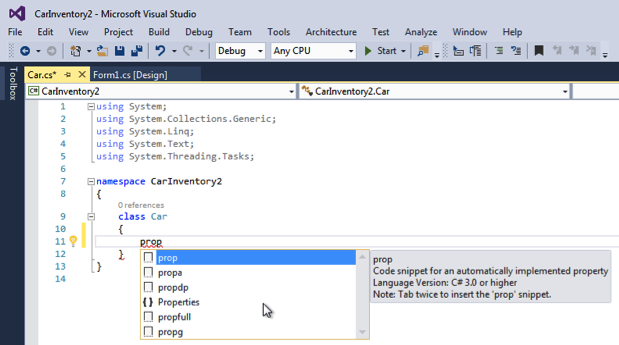 CarInventory2 - Microsoft Visual Studio
File Edit View Project Build Debug Team Tools Architecture Test Analyze Window Help
Debug Any CPU Start
Toolbox
Car.cs* Form1.cs [Design]
C# CarInventory2 CarInventory2.Car
1 using System;
2 using System.Collections.Generic;
3 using System.Linq;
4 using System.Text;
5 using System.Threading.Tasks;
6
7 namespace CarInventory2
8 {
0 references
9 class Car
10 {
11 prop
12 }
13 }
14
prop
propa
propdp
{ } Properties
propfull
propg
prop
Code snippet for an automatically implemented property
Language Version: C# 3.0 or higher
Note: Tab twice to insert the 'prop' snippet.